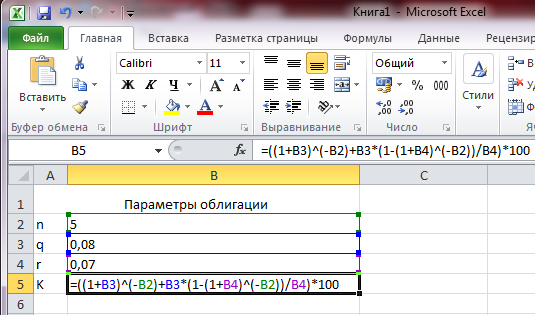 Книга1 - Microsoft Excel
Файл Главная Вставка Разметка страницы Формулы Данные Рецензир
Вставить
Calibri 11
Ж К Ч
Общий
% 000
Стили
Буфер обмена Шрифт Выравнивание Число
B5 fx =((1+B3)^(-B2)+B3*(1-(1+B4)^(-B2))/B4)*100
A B C
1 Параметры облигации
2 n 5
3 q 0,08
4 r 0,07
5 K =((1+B3)^(-B2)+B3*(1-(1+B4)^(-B2))/B4)*100
6